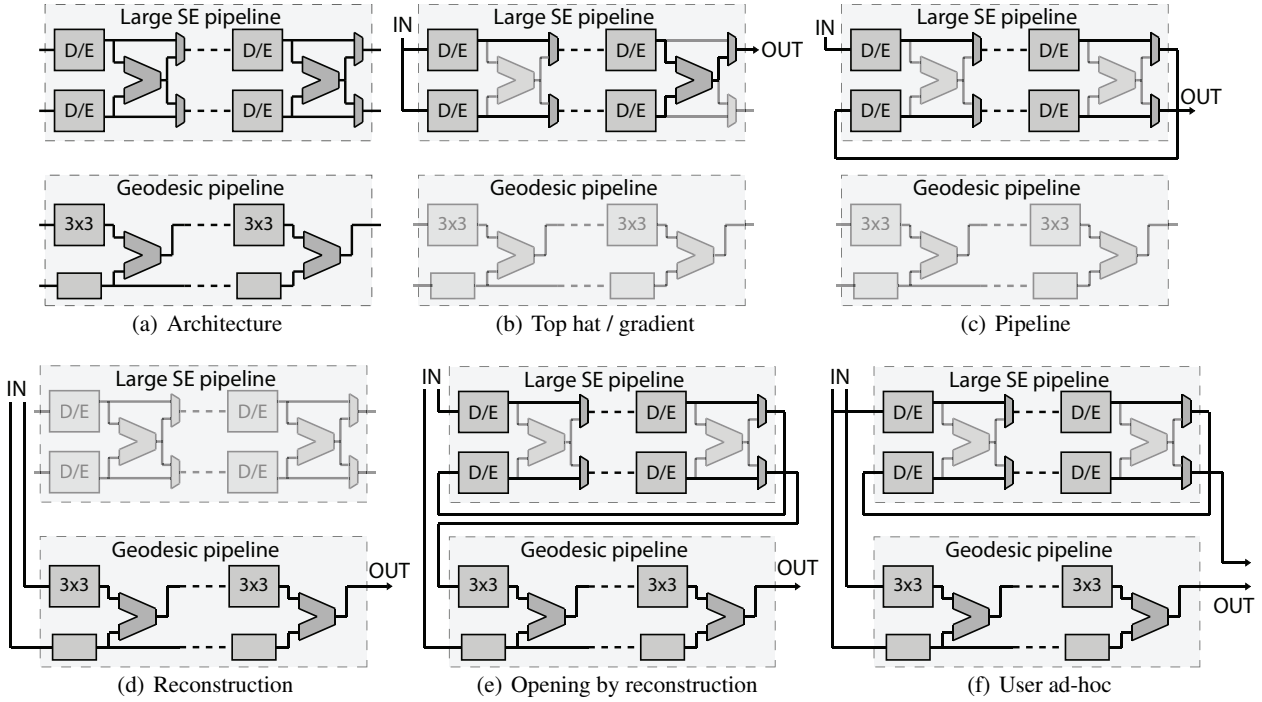 Large SE pipeline
D/E
D/E
D/E
D/E
Geodesic pipeline
3x3
3x3
(a) Architecture
IN
Large SE pipeline
D/E
D/E
OUT
D/E
D/E
Geodesic pipeline
3x3
3x3
(b) Top hat / gradient
IN
Large SE pipeline
D/E
D/E
D/E
D/E
OUT
Geodesic pipeline
3x3
3x3
(c) Pipeline
IN
Large SE pipeline
D/E
D/E
D/E
D/E
Geodesic pipeline
3x3
3x3
OUT
(d) Reconstruction
IN
Large SE pipeline
D/E
D/E
D/E
D/E
Geodesic pipeline
3x3
3x3
OUT
(e) Opening by reconstruction
IN
Large SE pipeline
D/E
D/E
D/E
D/E
Geodesic pipeline
3x3
3x3
OUT
(f) User ad-hoc